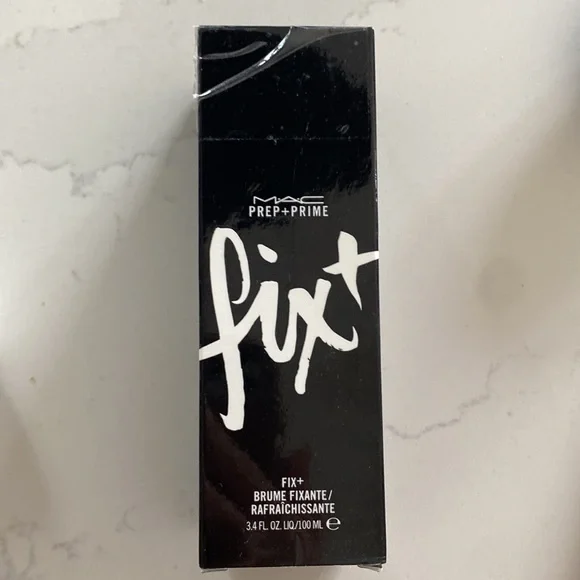 MAC
PREP+PRIME
fix+
FIX+
BRUME FIXANTE/
RAFRAÎCHISSANTE
3.4 FL. OZ. LIQ/100 ML ℮